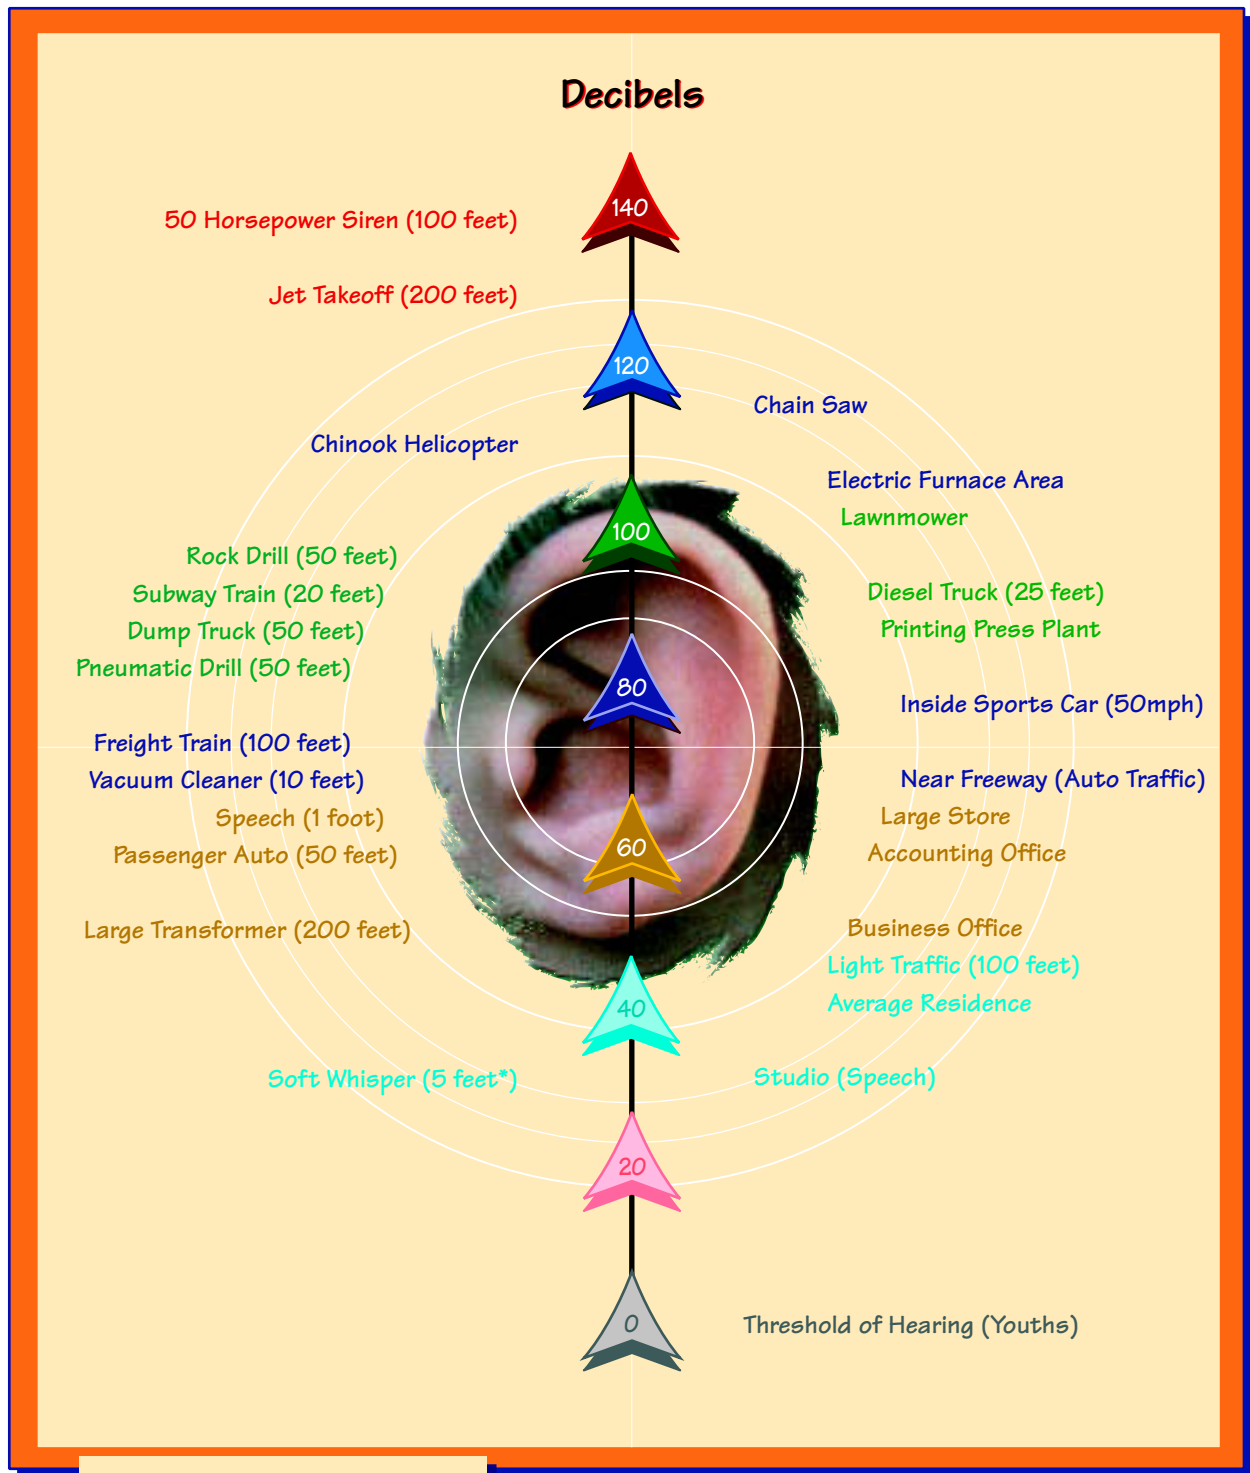 Decibels
140
50 Horsepower Siren (100 feet)
Jet Takeoff (200 feet)
120
Chain Saw
Chinook Helicopter
Electric Furnace Area
Lawnmower
100
Rock Drill (50 feet)
Subway Train (20 feet)
Diesel Truck (25 feet)
Dump Truck (50 feet)
Printing Press Plant
Pneumatic Drill (50 feet)
80
Inside Sports Car (50mph)
Freight Train (100 feet)
Vacuum Cleaner (10 feet)
Near Freeway (Auto Traffic)
Speech (1 foot)
Large Store
60
Passenger Auto (50 feet)
Accounting Office
Large Transformer (200 feet)
Business Office
Light Traffic (100 feet)
40
Average Residence
Soft Whisper (5 feet*)
Studio (Speech)
20
0
Threshold of Hearing (Youths)